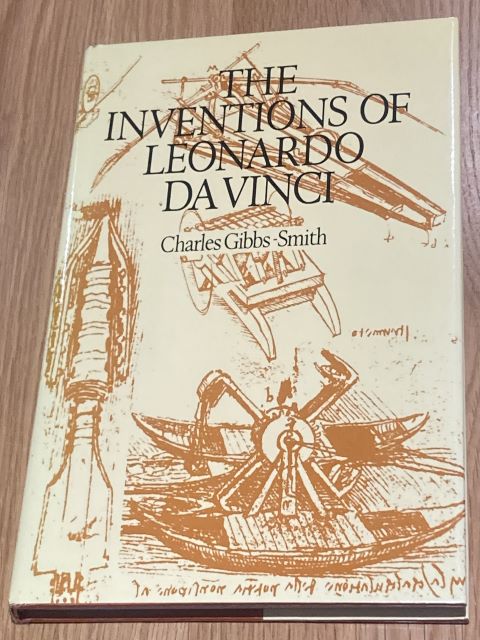 THE
INVENTIONS OF
LEONARDO
DA VINCI
Charles Gibbs-Smith